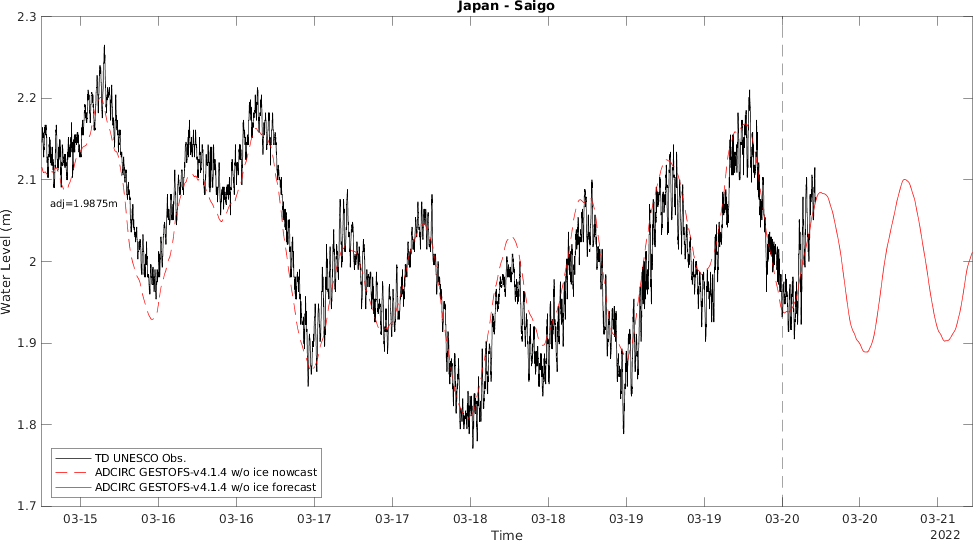 Japan - Saigo
2.3
2.2
2.1
2
1.9
1.8
1.7
Water Level (m)
adj=1.9875m
TD UNESCO Obs.
ADCIRC GESTOFS-v4.1.4 w/o ice nowcast
ADCIRC GESTOFS-v4.1.4 w/o ice forecast
03-15 03-16 03-16 03-17 03-17 03-18 03-18 03-19 03-19 03-20 03-20 03-21
Time
2022